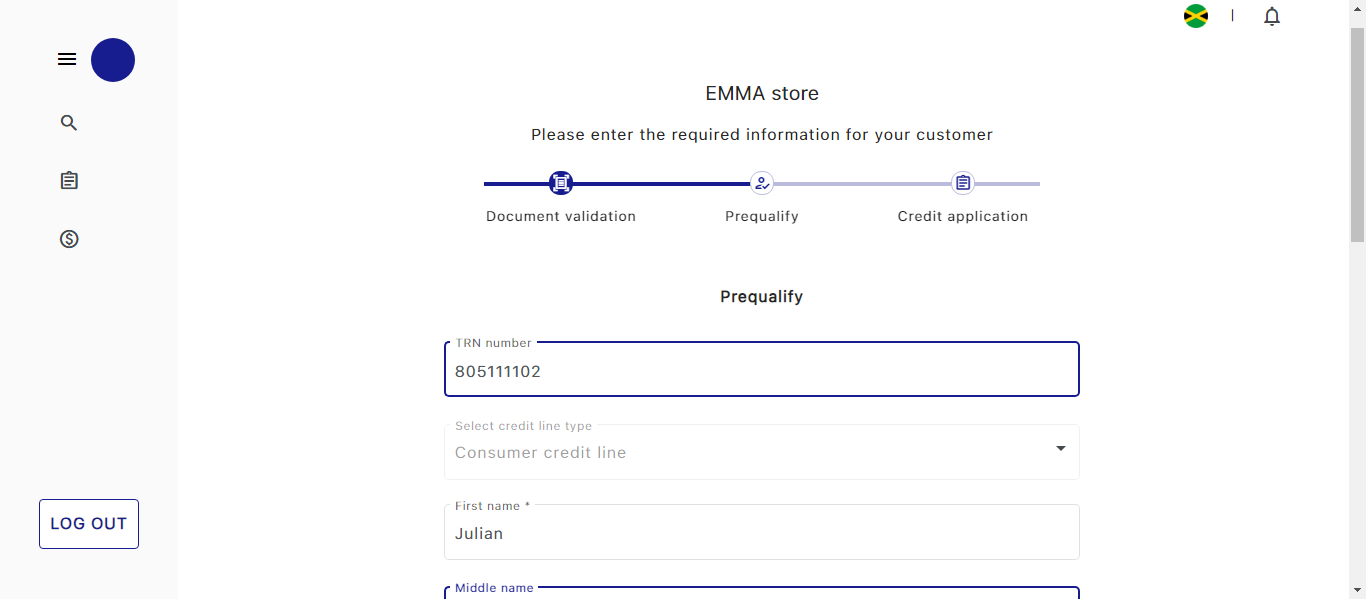 EMMA store
Please enter the required information for your customer
Document validation
Prequalify
Credit application
Prequalify
TRN number
805111102
Select credit line type
Consumer credit line
First name *
Julian
Middle name
LOG OUT